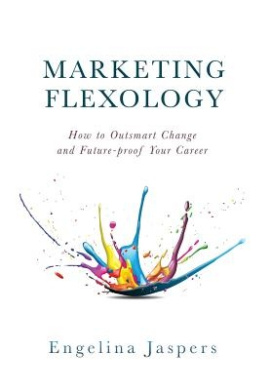 MARKETING
FLEXOLOGY
How to Outsmart Change
and Future-proof Your Career
Engelina Jaspers